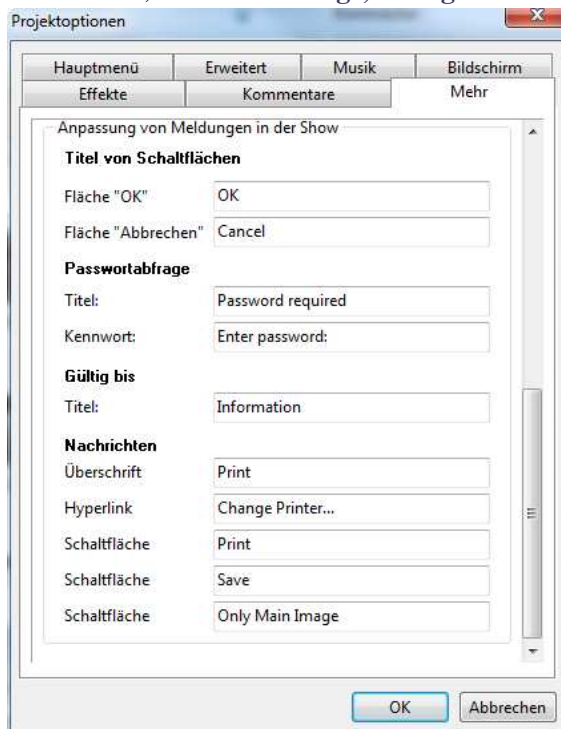 Projektoptionen
Hauptmenü Erweitert Musik Bildschirm
Effekte Kommentare Mehr
Anpassung von Meldungen in der Show
Titel von Schaltflächen
Fläche "OK" OK
Fläche "Abbrechen" Cancel
Passwortabfrage
Titel: Password required
Kennwort: Enter password:
Gültig bis
Titel: Information
Nachrichten
Überschrift Print
Hyperlink Change Printer...
Schaltfläche Print
Schaltfläche Save
Schaltfläche Only Main Image
OK Abbrechen